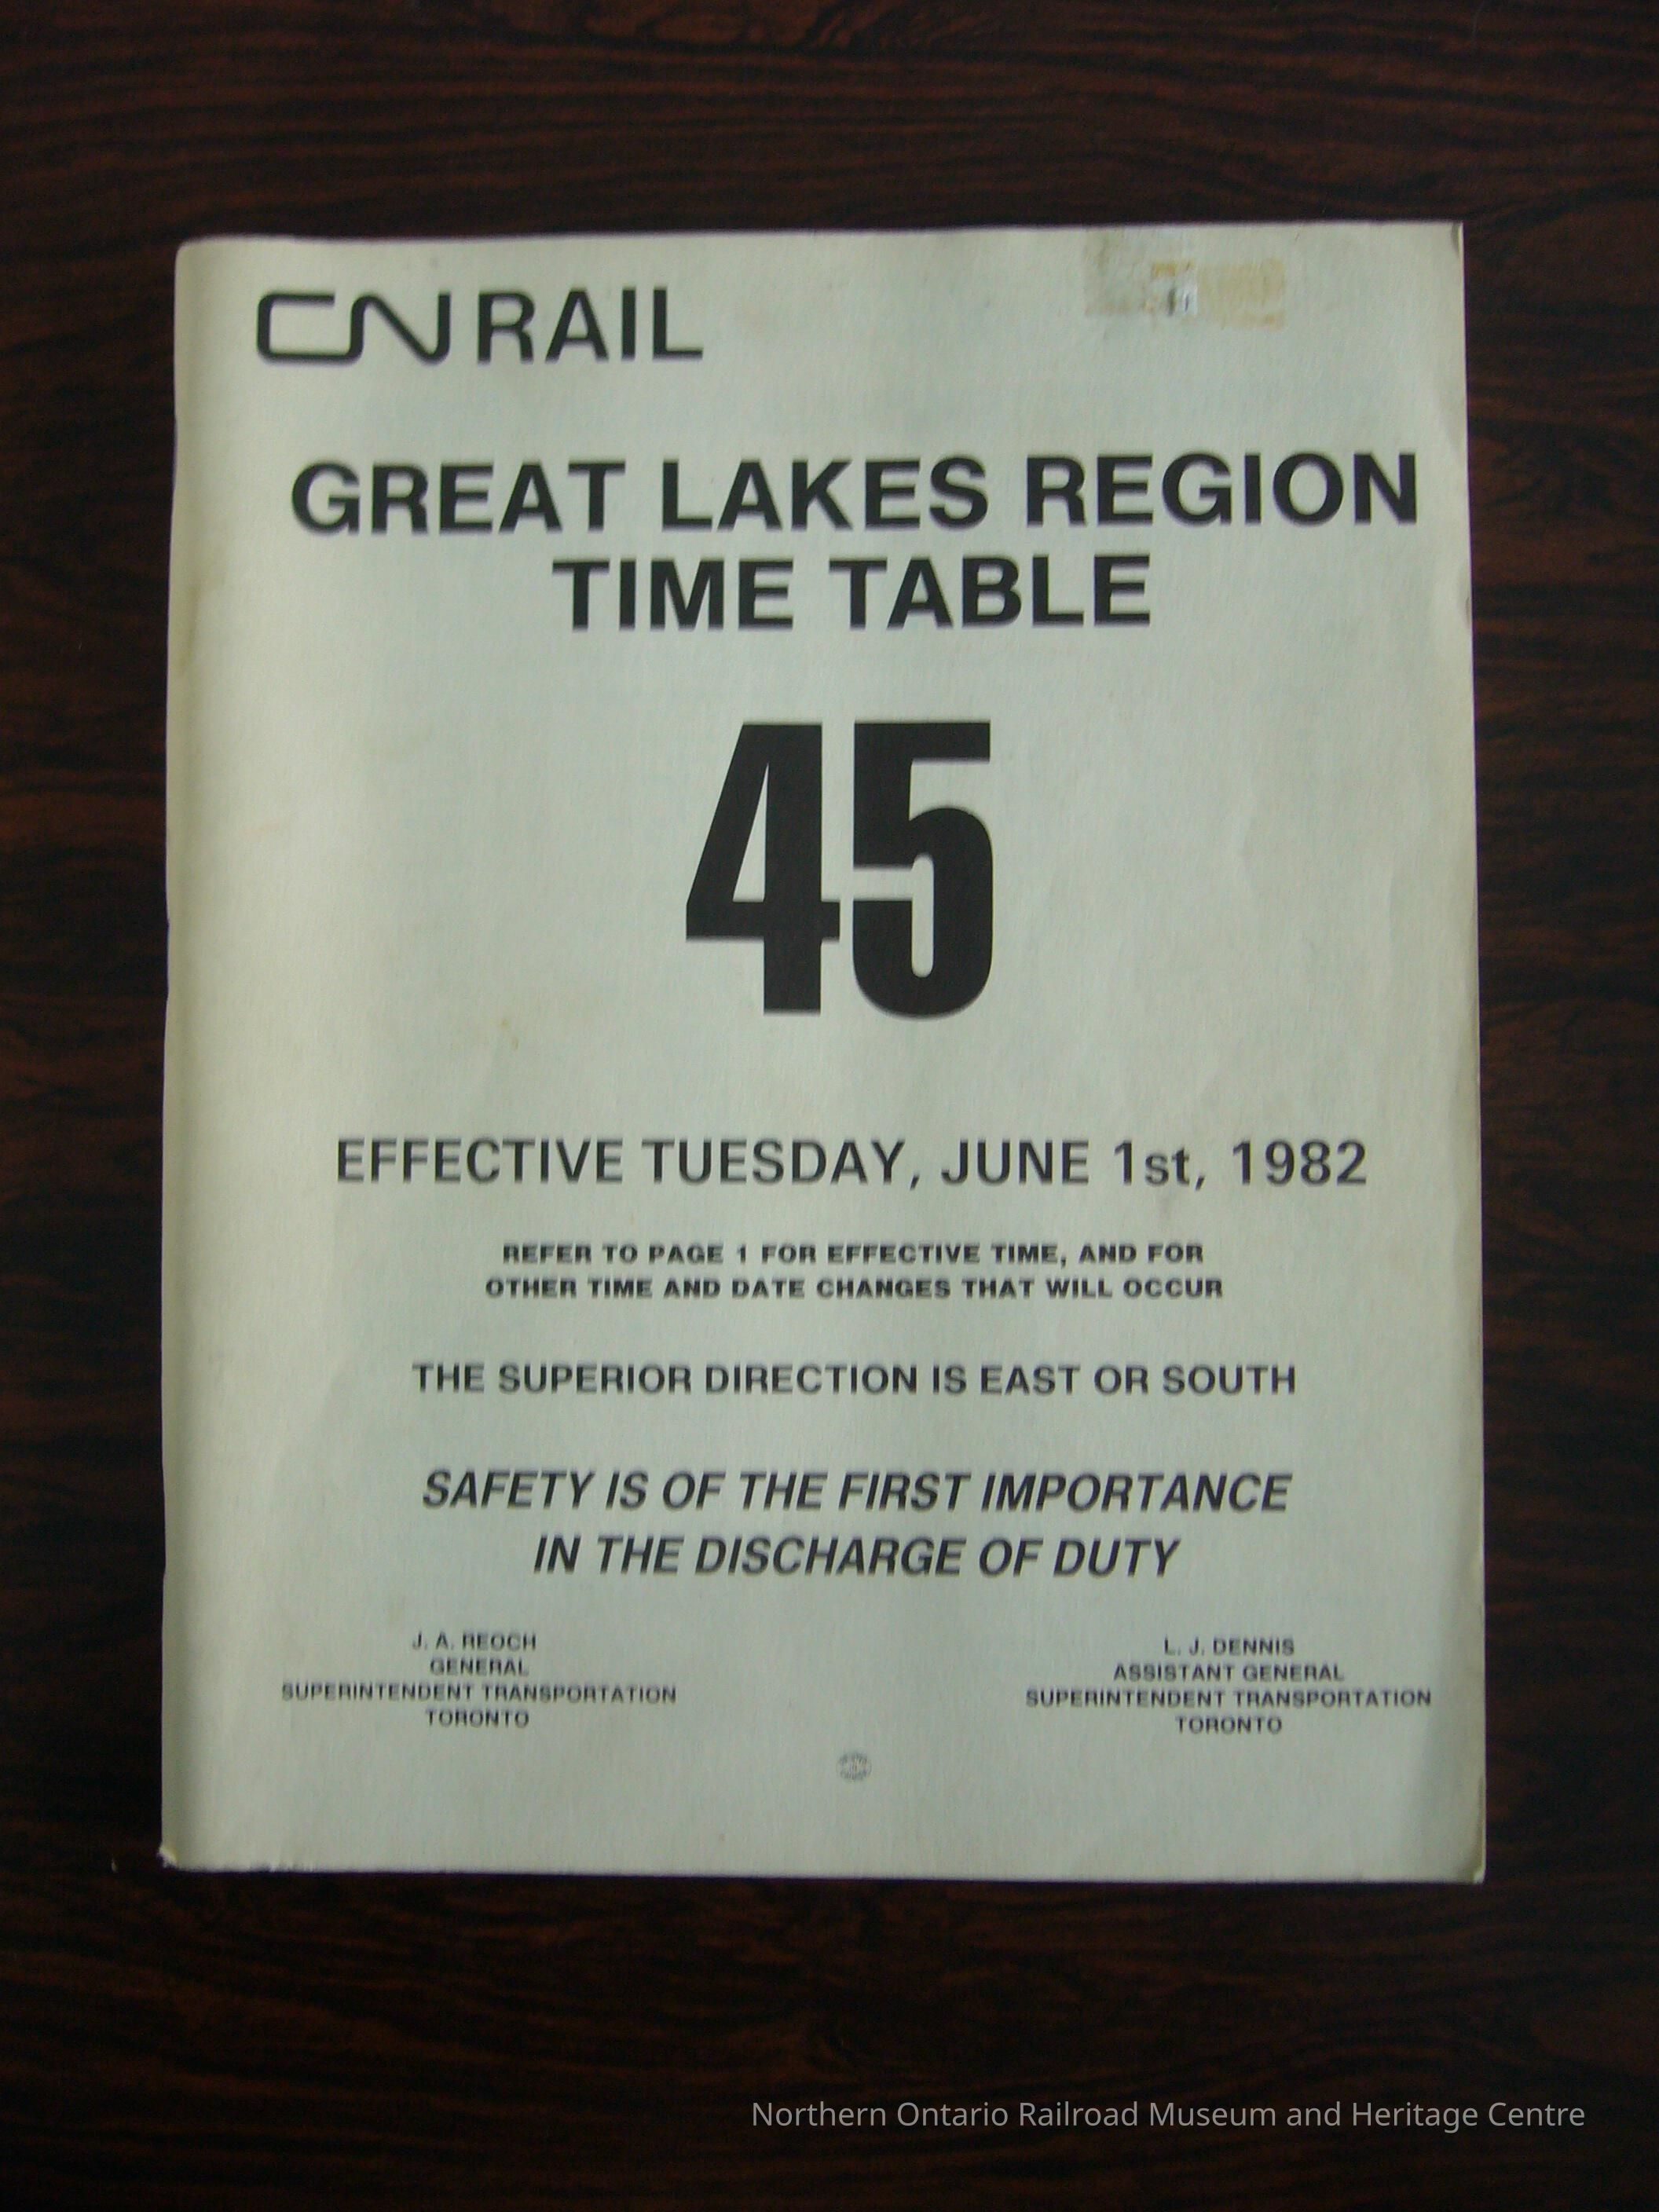 CN RAIL
GREAT LAKES REGION
TIME TABLE
45
EFFECTIVE TUESDAY, JUNE 1st, 1982
REFER TO PAGE 1 FOR EFFECTIVE TIME, AND FOR
OTHER TIME AND DATE CHANGES THAT WILL OCCUR
THE SUPERIOR DIRECTION IS EAST OR SOUTH
SAFETY IS OF THE FIRST IMPORTANCE
IN THE DISCHARGE OF DUTY
J. A. REOCH
GENERAL
SUPERINTENDENT TRANSPORTATION
TORONTO
L. J. DENNIS
ASSISTANT GENERAL
SUPERINTENDENT TRANSPORTATION
TORONTO
Northern Ontario Railroad Museum and Heritage Centre